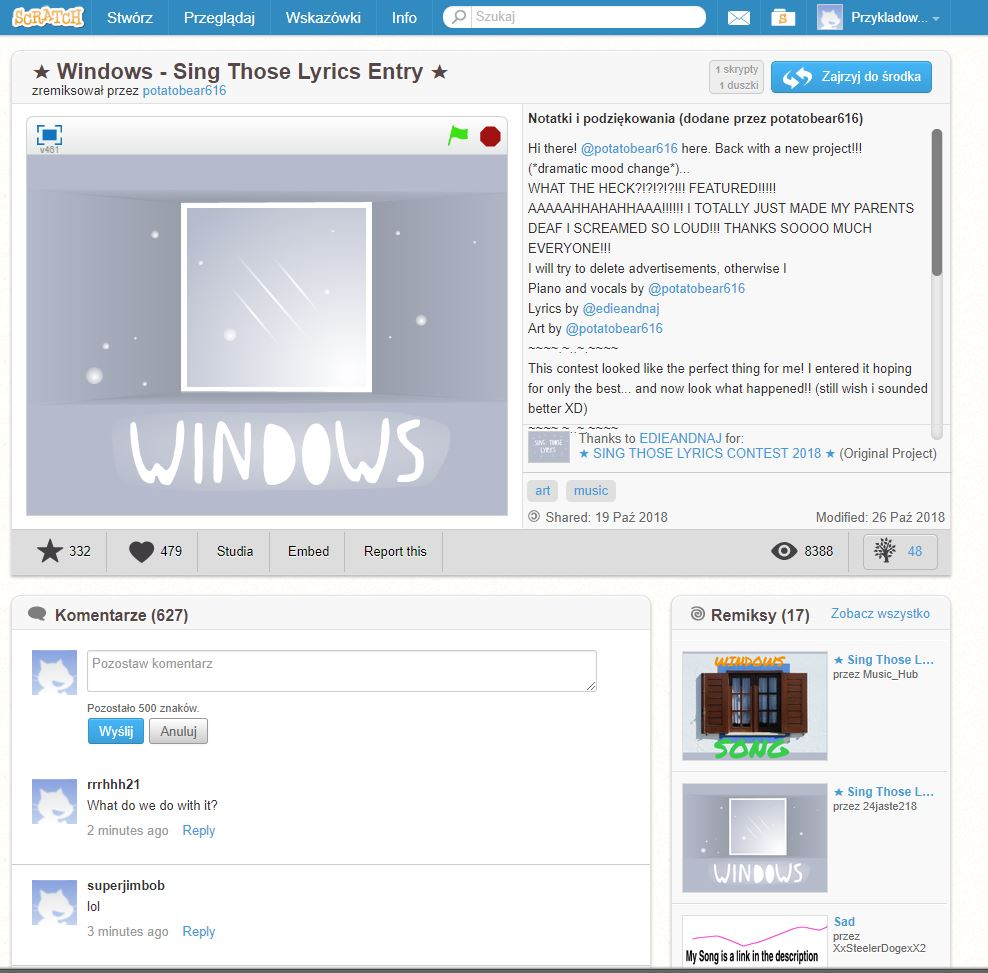 SCRATCH Stwórz Przeglądaj Wskazówki Info Szukaj Przykladow...
★ Windows - Sing Those Lyrics Entry ★
zremiksował przez potatobear616
1 skrypty
1 duszki
Zajrzyj do środka
v461
WINDOWS
Notatki i podziękowania (dodane przez potatobear616)
Hi there! @potatobear616 here. Back with a new project!!!
(*dramatic mood change*)...
WHAT THE HECK?!?!?!?!!! FEATURED!!!!!
AAAAAHHAHAHHAAA!!!!!! I TOTALLY JUST MADE MY PARENTS
DEAF I SCREAMED SO LOUD!!! THANKS SOOOO MUCH
EVERYONE!!!
I will try to delete advertisements, otherwise I
Piano and vocals by @potatobear616
Lyrics by @edieandnaj
Art by @potatobear616
~~~~.~..~.~~~~
This contest looked like the perfect thing for me! I entered it hoping
for only the best... and now look what happened!! (still wish i sounded
better XD)
~~~~.~..~.~~~~
SING THOSE
LYRICS
Thanks to EDIEANDNAJ for:
★ SING THOSE LYRICS CONTEST 2018 ★ (Original Project)
art music
Shared: 19 Paź 2018 Modified: 26 Paź 2018
332 479 Studia Embed Report this 8388 48
Komentarze (627)
Pozostaw komentarz
Pozostało 500 znaków.
Wyślij Anuluj
rrrhhh21
What do we do with it?
2 minutes ago Reply
superjimbob
lol
3 minutes ago Reply
Remiksy (17) Zobacz wszystko
WINDOWS
SONG
★ Sing Those L...
przez Music_Hub
WINDOWS
★ Sing Those L...
przez 24jaste218
My Song is a link in the description
Sad
przez
XxSteelerDogexX2